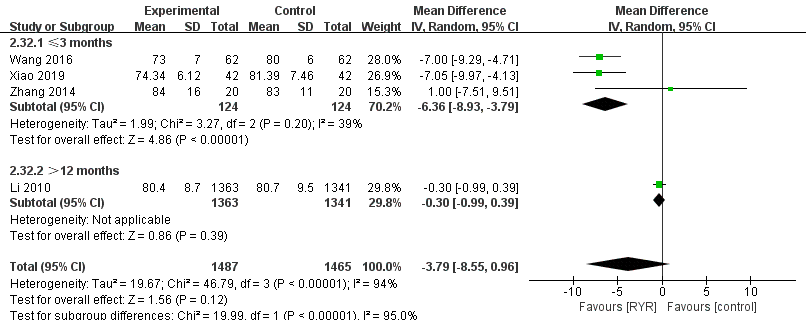 Experimental Control Mean Difference Mean Difference
Study or Subgroup Mean SD Total Mean SD Total Weight IV, Random, 95% CI IV, Random, 95% CI
2.32.1 ≤3 months
Wang 2016 73 7 62 80 6 62 28.0% -7.00 [-9.29, -4.71]
Xiao 2019 74.34 6.12 42 81.39 7.46 42 26.9% -7.05 [-9.97, -4.13]
Zhang 2014 84 16 20 83 11 20 15.3% 1.00 [-7.51, 9.51]
Subtotal (95% CI) 124 124 70.2% -6.36 [-8.93, -3.79]
Heterogeneity: Tau² = 1.99; Chi² = 3.27, df = 2 (P = 0.20); I² = 39%
Test for overall effect: Z = 4.86 (P < 0.00001)
2.32.2 >12 months
Li 2010 80.4 8.7 1363 80.7 9.5 1341 29.8% -0.30 [-0.99, 0.39]
Subtotal (95% CI) 1363 1341 29.8% -0.30 [-0.99, 0.39]
Heterogeneity: Not applicable
Test for overall effect: Z = 0.86 (P = 0.39)
Total (95% CI) 1487 1465 100.0% -3.79 [-8.55, 0.96]
Heterogeneity: Tau² = 19.67; Chi² = 46.79, df = 3 (P < 0.00001); I² = 94%
Test for overall effect: Z = 1.56 (P = 0.12)
Test for subgroup differences: Chi² = 19.99, df = 1 (P < 0.00001), I² = 95.0%
-10 -5 0 5 10
Favours [RYR] Favours [control]